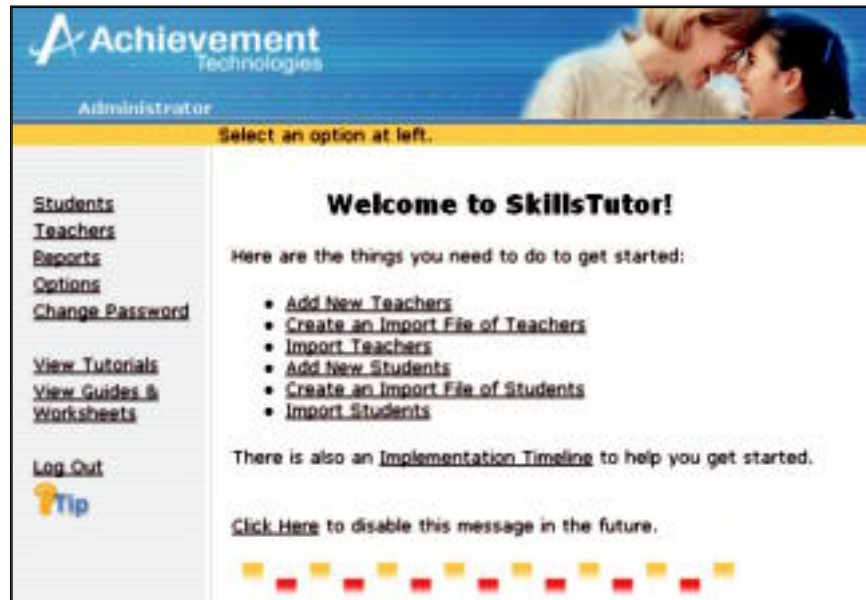 Achievement
Technologies
Administrator
Select an option at left.
Students
Teachers
Reports
Options
Change Password
View Tutorials
View Guides &
Worksheets
Log Out
Tip
Welcome to SkillsTutor!
Here are the things you need to do to get started:
• Add New Teachers
• Create an Import File of Teachers
• Import Teachers
• Add New Students
• Create an Import File of Students
• Import Students
There is also an Implementation Timeline to help you get started.
Click Here to disable this message in the future.